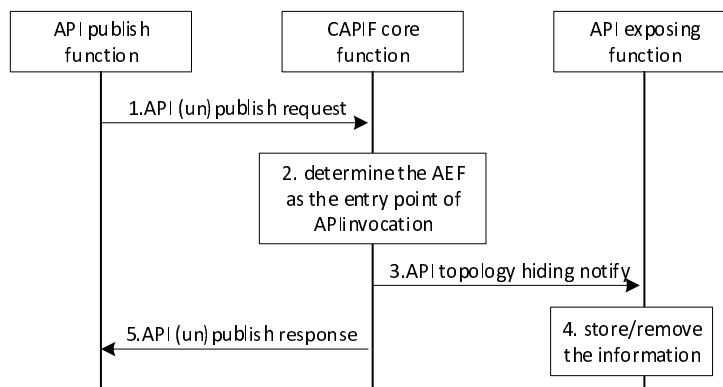 API publish
function
CAPIF core
function
API exposing
function
1.API (un) publish request
2. determine the AEF
as the entry point of
APIinvocation
3.API topology hiding notify
4. store/remove
the information
5.API (un) publish response